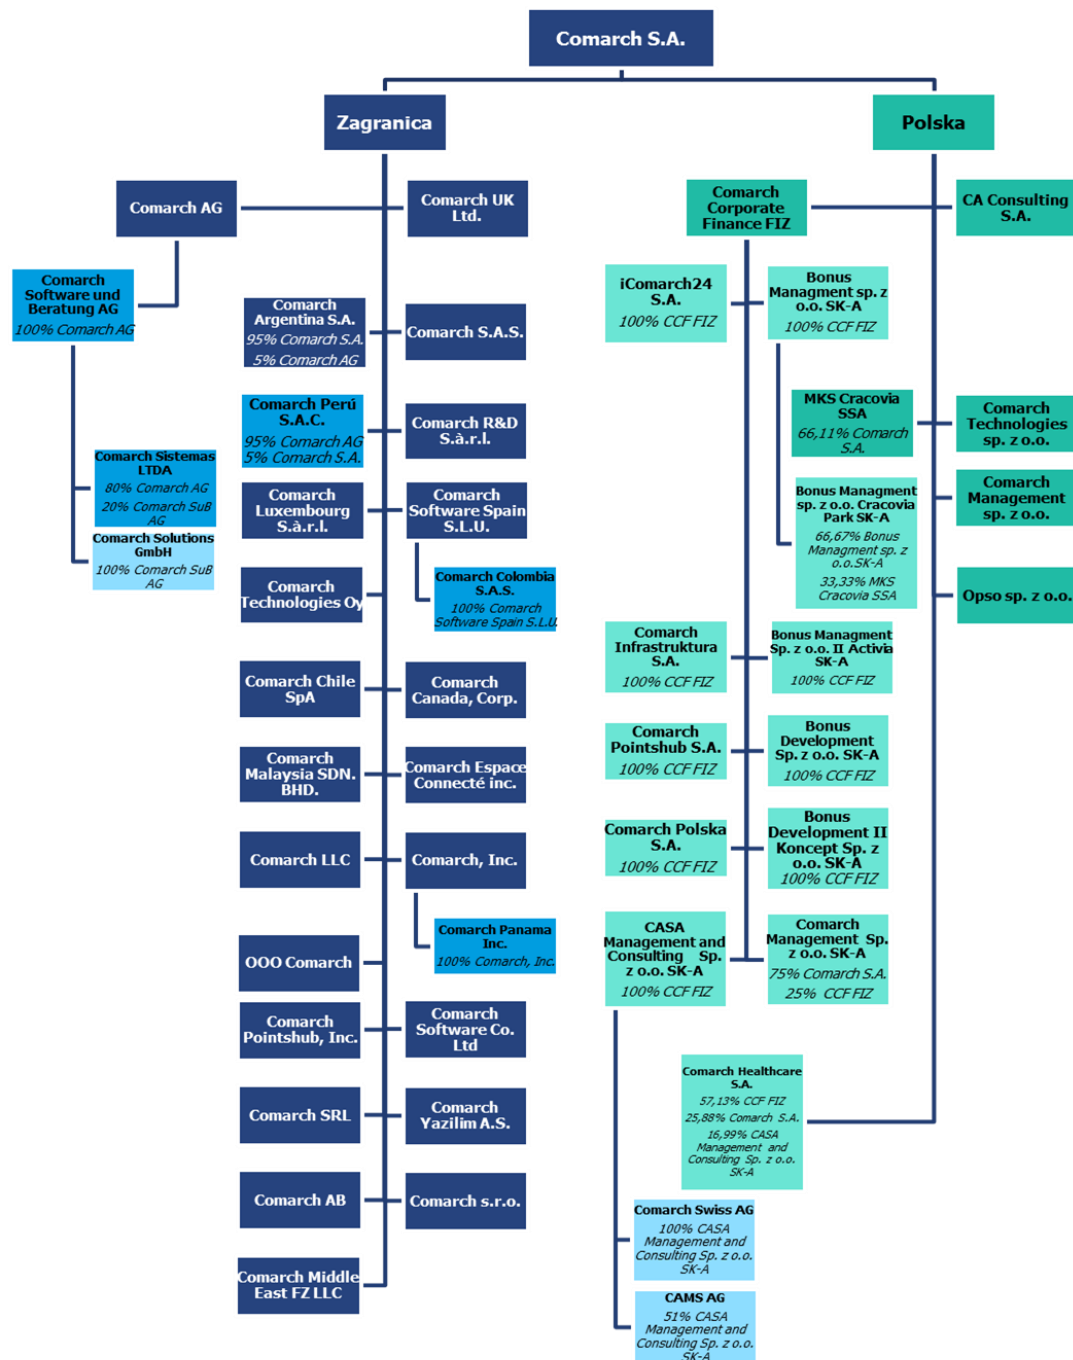 Comarch S.A.
Zagranica
Polska
Comarch AG
Comarch UK
Ltd.
Comarch
Corporate
Finance FIZ
CA Consulting
S.A.
Comarch
Software und
Beratung AG
100% Comarch AG
Comarch
Argentina S.A.
95% Comarch S.A.
5% Comarch AG
Comarch S.A.S.
iComarch24
S.A.
100% CCF FIZ
Bonus
Managment sp. z
o.o. SK-A
100% CCF FIZ
Comarch Perú
S.A.C.
95% Comarch AG
5% Comarch S.A.
Comarch R&D
S.à.r.l.
MKS Cracovia
SSA
66,11% Comarch
S.A.
Comarch
Technologies
sp. z o.o.
Comarch Sistemas
LTDA
80% Comarch AG
20% Comarch SuB
AG
Comarch
Luxembourg
S.à.r.l.
Comarch
Software Spain
S.L.U.
Bonus Managment
sp. z o.o. Cracovia
Park SK-A
66,67% Bonus
Managment sp. z
o.o.SK-A
33,33% MKS
Cracovia SSA
Comarch
Management
sp. z o.o.
Comarch Solutions
GmbH
100% Comarch SuB
AG
Comarch
Technologies Oy
Comarch Colombia
S.A.S.
100% Comarch
Software Spain S.L.U.
Opso sp. z o.o.
Comarch
Infrastruktura
S.A.
100% CCF FIZ
Bonus Managment
Sp. z o.o. II Activia
SK-A
100% CCF FIZ
Comarch Chile
SpA
Comarch
Canada, Corp.
Comarch
Pointshub S.A.
100% CCF FIZ
Bonus
Development
Sp. z o.o. SK-A
100% CCF FIZ
Comarch
Malaysia SDN.
BHD.
Comarch Espace
Connecté inc.
Comarch Polska
S.A.
100% CCF FIZ
Bonus
Development II
Koncept Sp. z
o.o. SK-A
100% CCF FIZ
Comarch LLC
Comarch, Inc.
Comarch Panama
Inc.
100% Comarch, Inc.
CASA
Management and
Consulting Sp.
z o.o. SK-A
100% CCF FIZ
Comarch
Management Sp.
z o.o. SK-A
75% Comarch S.A.
25% CCF FIZ
OOO Comarch
Comarch
Pointshub, Inc.
Comarch
Software Co.
Ltd
Comarch Healthcare
S.A.
57,13% CCF FIZ
25,88% Comarch S.A.
16,99% CASA
Management and
Consulting Sp. z o.o.
SK-A
Comarch SRL
Comarch
Yazilim A.S.
Comarch AB
Comarch s.r.o.
Comarch Swiss AG
100% CASA
Management and
Consulting Sp. z o.o.
SK-A
Comarch Middle
East FZ LLC
CAMS AG
51% CASA
Management and
Consulting Sp. z o.o.
SK-A